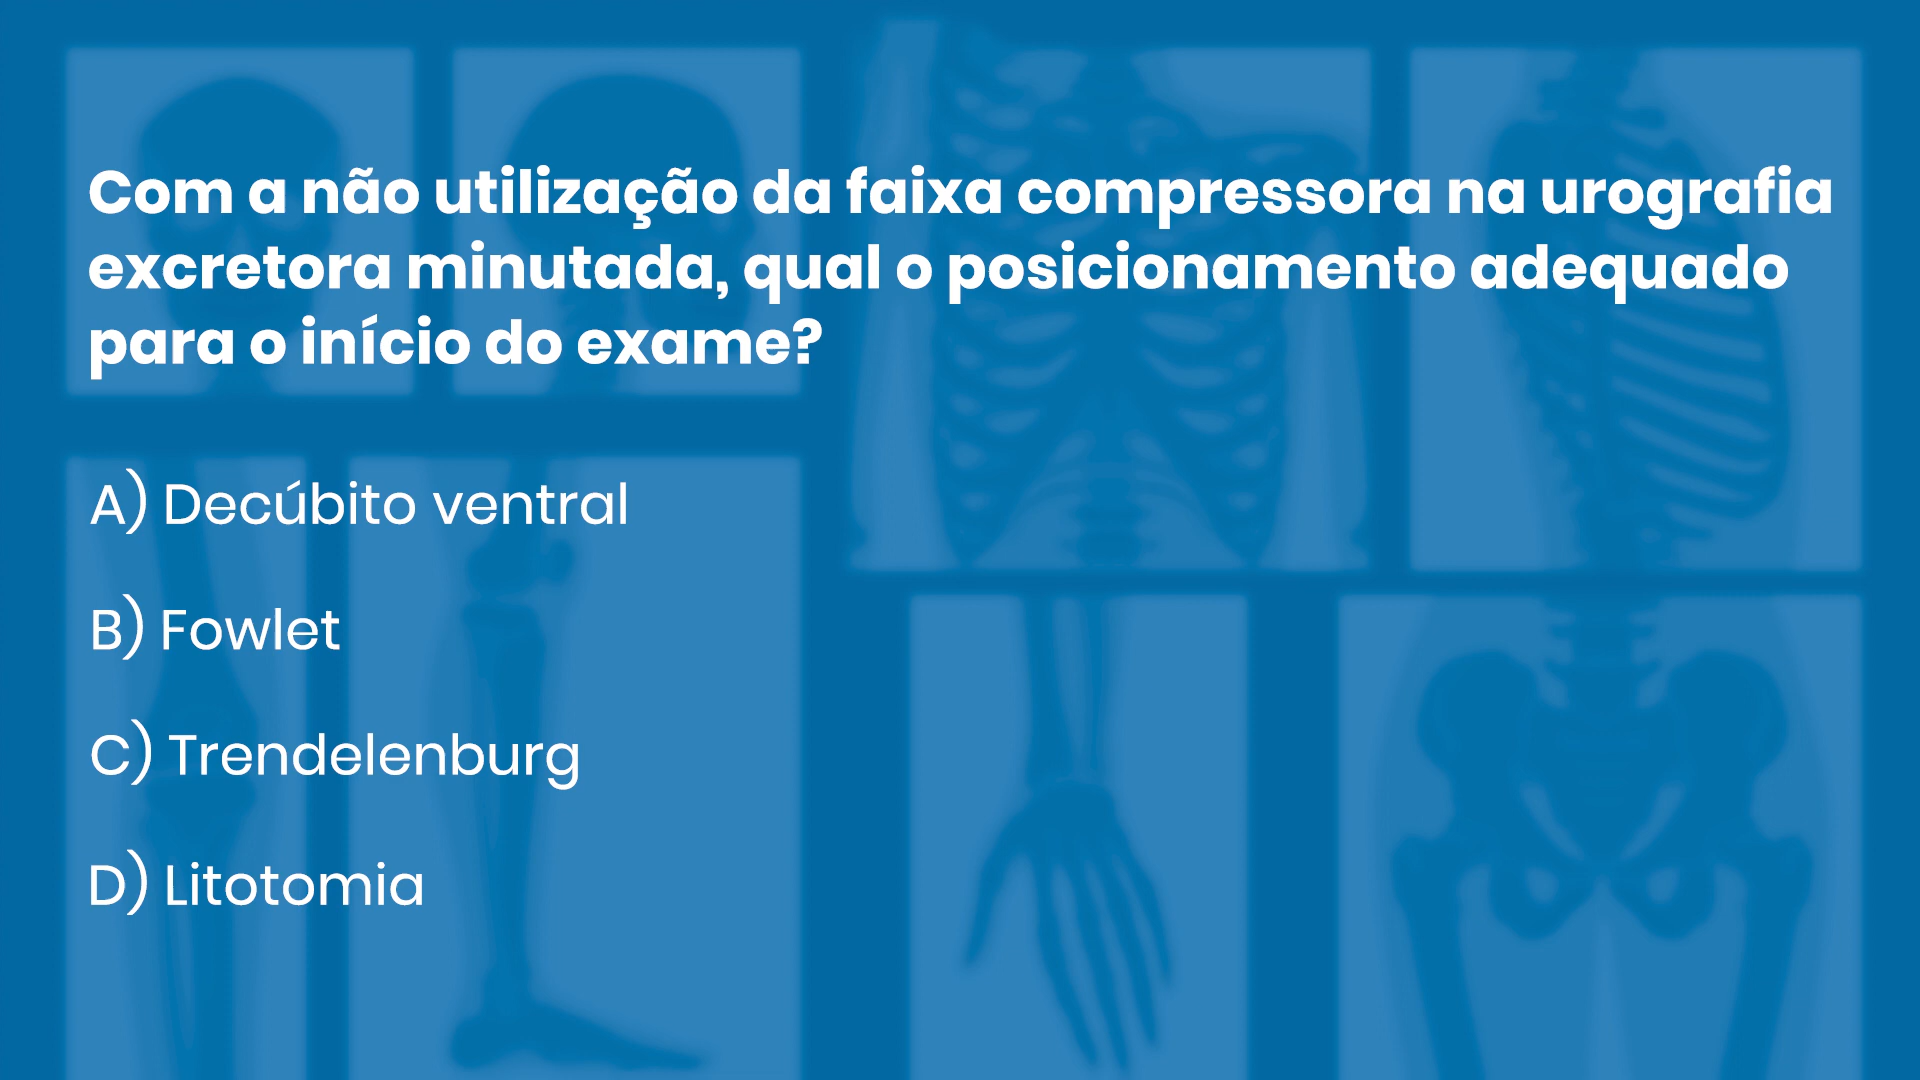 Com a não utilização da faixa compressora na urografia
excretora minutada, qual o posicionamento adequado
para o início do exame?
A) Decúbito ventral
B) Fowlet
C) Trendelenburg
D) Litotomia